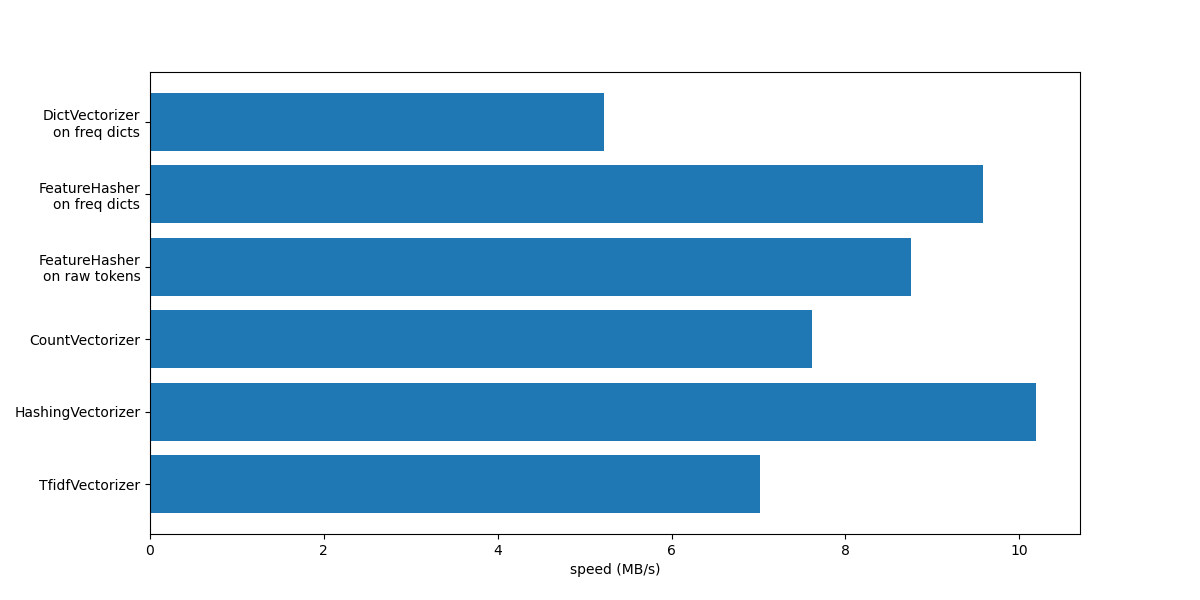 DictVectorizer
on freq dicts
FeatureHasher
on freq dicts
FeatureHasher
on raw tokens
CountVectorizer
HashingVectorizer
TfidfVectorizer
0 2 4 6 8 10
speed (MB/s)